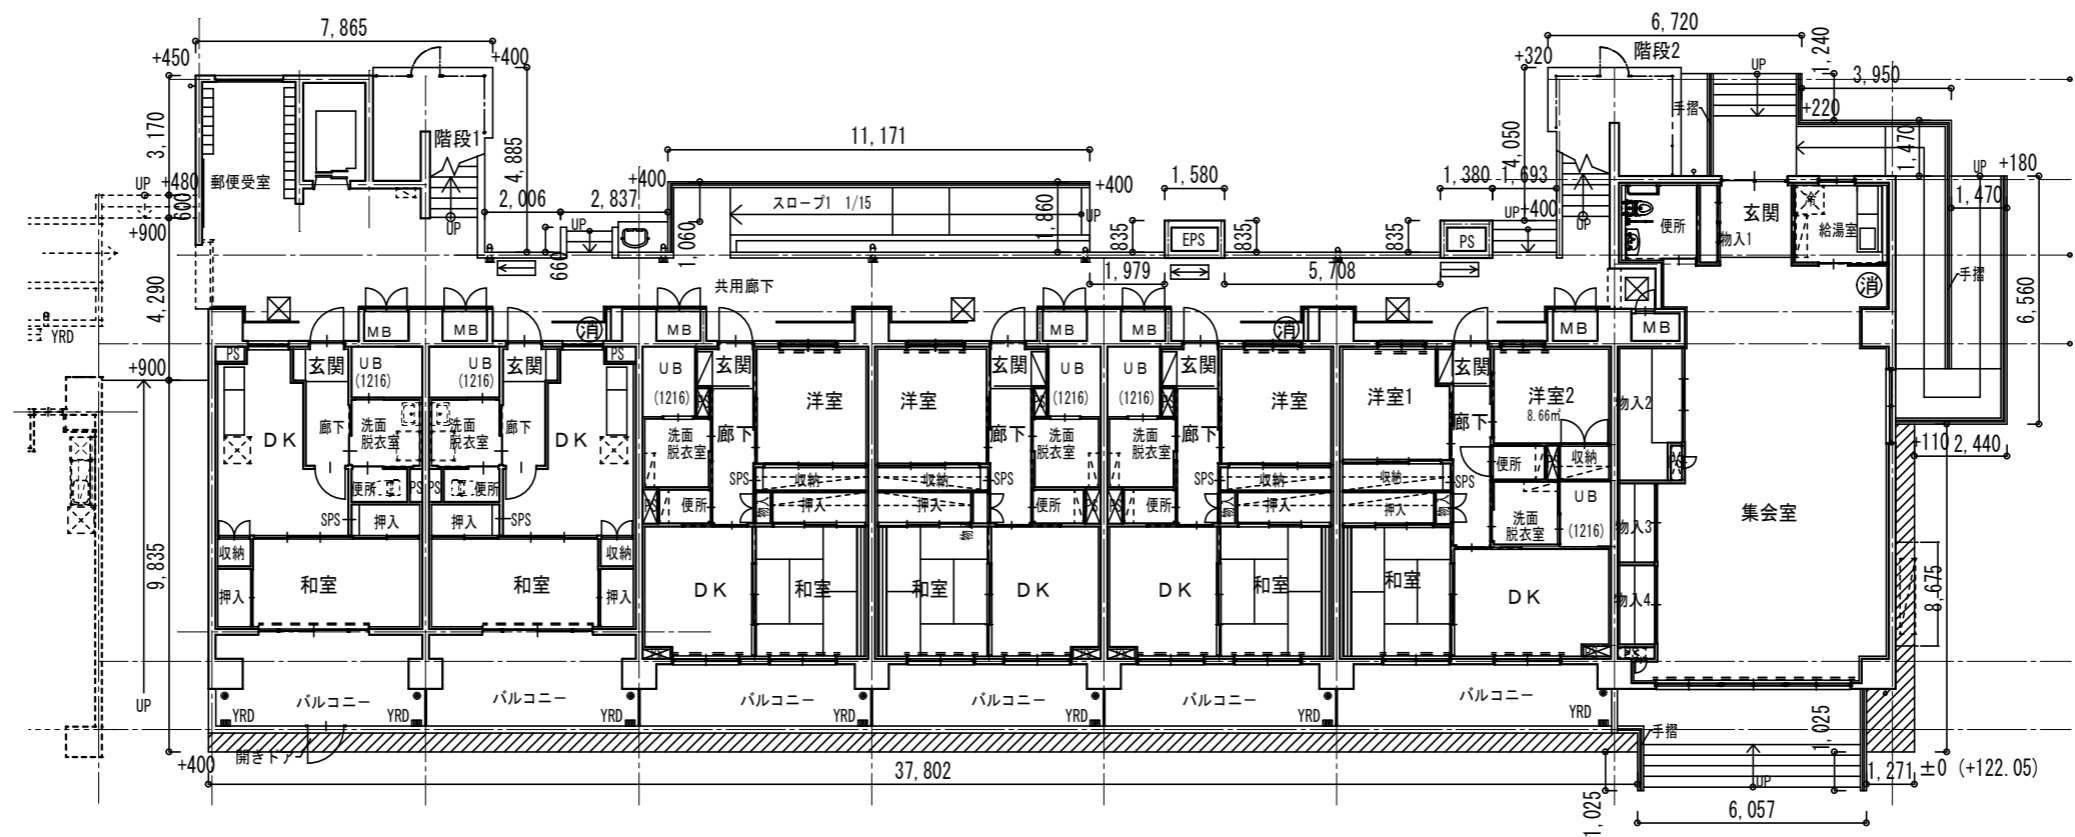 7,865
6,720
+450
+400
+320
階段2
1,240
UP
3,950
手摺
+220
3,170
階段1
4,885
11,171
4,050
1,470
UP
+180
郵便受室
UP
+480
600
+400
+400
1,580
1,380
1,693
1,470
2,006
2,837
スロープ1 1/15
UP
1,860
UP
+400
便所
玄関
物入1
給湯室
UP
UP
UP
+900
1,060
835
EPS
835
835
PS
660
手摺
1,979
5,708
共用廊下
消
6,560
4,290
YRD
MB
MB
消
MB
MB
MB
消
MB
MB
+900
PS
玄関
UB
(1216)
UB
(1216)
玄関
PS
UB
(1216)
玄関
洋室
洋室
玄関
UB
(1216)
UB
(1216)
玄関
洋室
洋室1
玄関
洋室2
8.66㎡
物入2
DK
廊下
洗面
脱衣室
洗面
脱衣室
廊下
DK
洗面
脱衣室
廊下
廊下
洗面
脱衣室
洗面
脱衣室
廊下
廊下
+110
2,440
便所
PS
PS
便所
SPS
収納
収納
SPS
SPS
収納
収納
SPS
便所
収納
SPS
押入
押入
SPS
PS
便所
物
押入
押入
物
便所
PS
PS
便所
物
押入
押入
物
洗面
脱衣室
UB
(1216)
物入3
集会室
収納
収納
物
9,835
和室
和室
押入
押入
DK
和室
和室
DK
DK
和室
和室
DK
物入4
8,675
PS
UP
バルコニー
バルコニー
バルコニー
バルコニー
バルコニー
バルコニー
YRD
YRD
YRD
YRD
YRD
YRD
手摺
1,025
開きドア
+400
37,802
UP
1,271
±0 (+122.05)
1,025
6,057